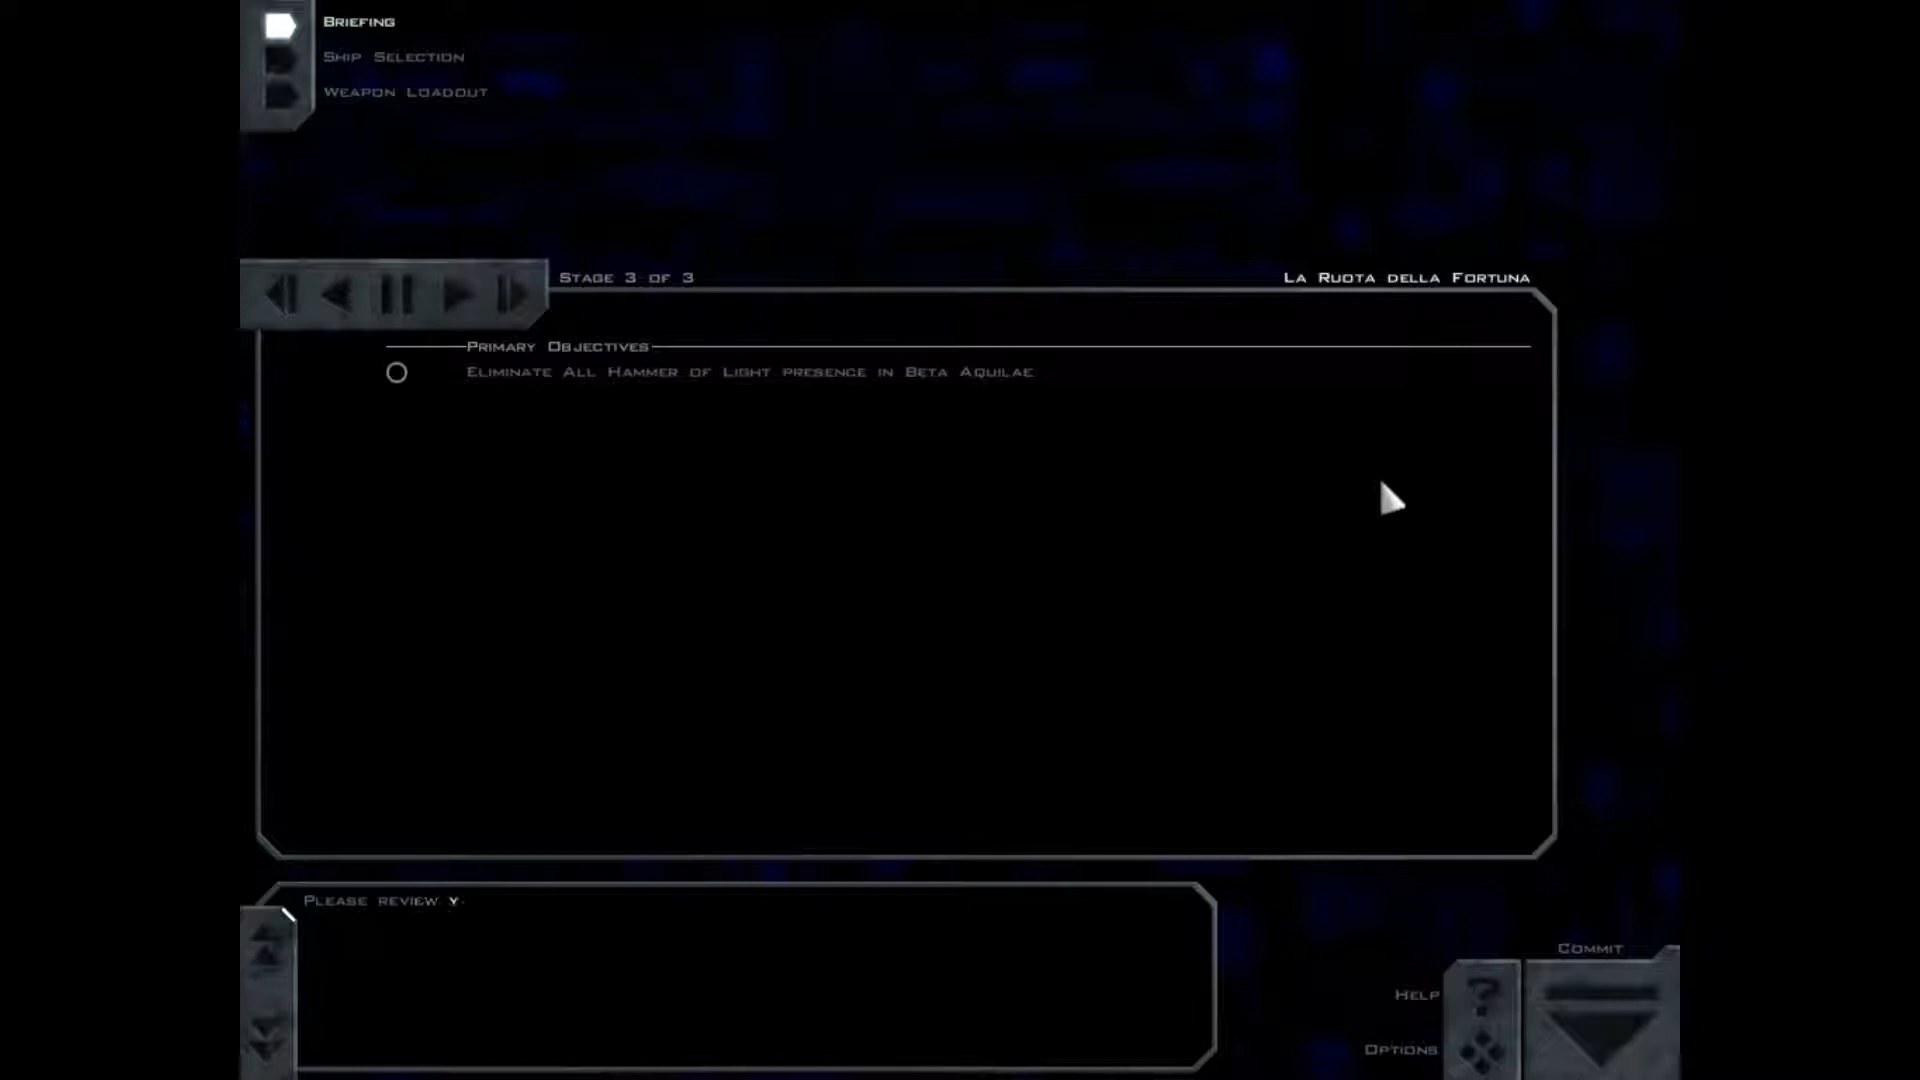 Briefing
Ship Selection
Weapon Loadout
Stage 3 of 3
La Ruota della Fortuna
Primary Objectives
Eliminate All Hammer of Light presence in Beta Aquilae
Please review y
Commit
Help
Options